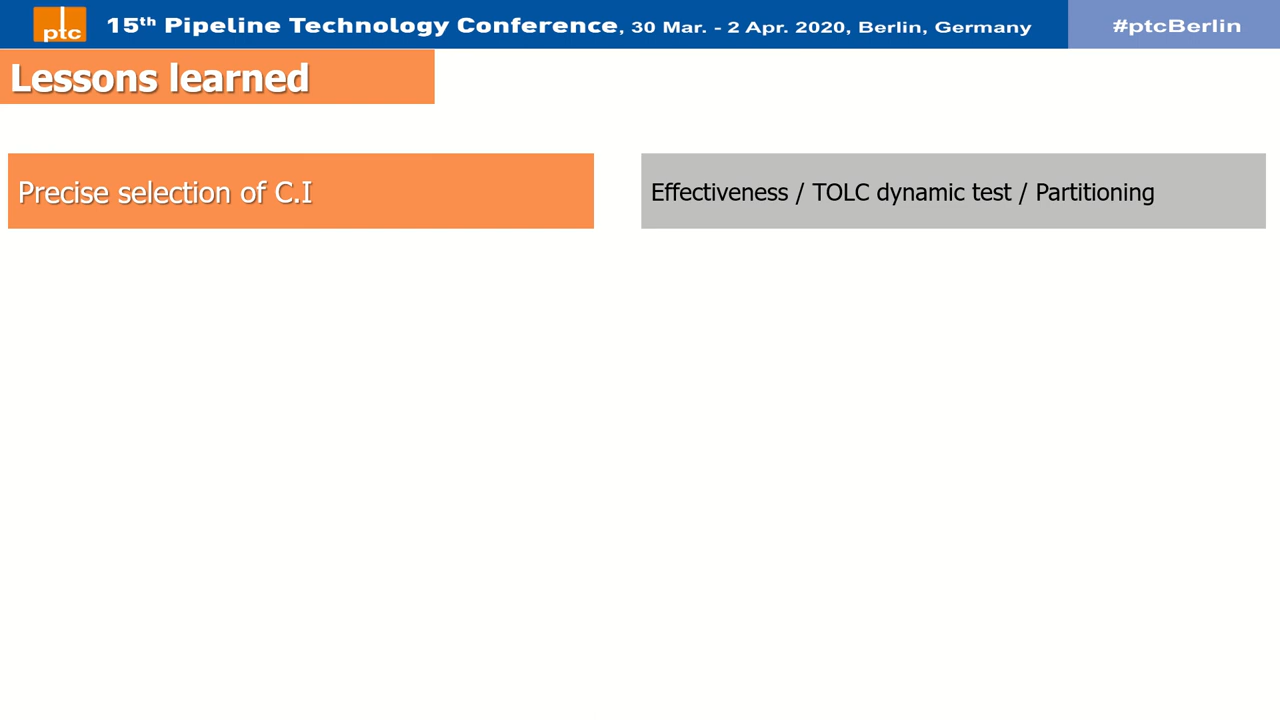 ptc
15th Pipeline Technology Conference, 30 Mar. - 2 Apr. 2020, Berlin, Germany
#ptcBerlin
Lessons learned
Precise selection of C.I
Effectiveness / TOLC dynamic test / Partitioning